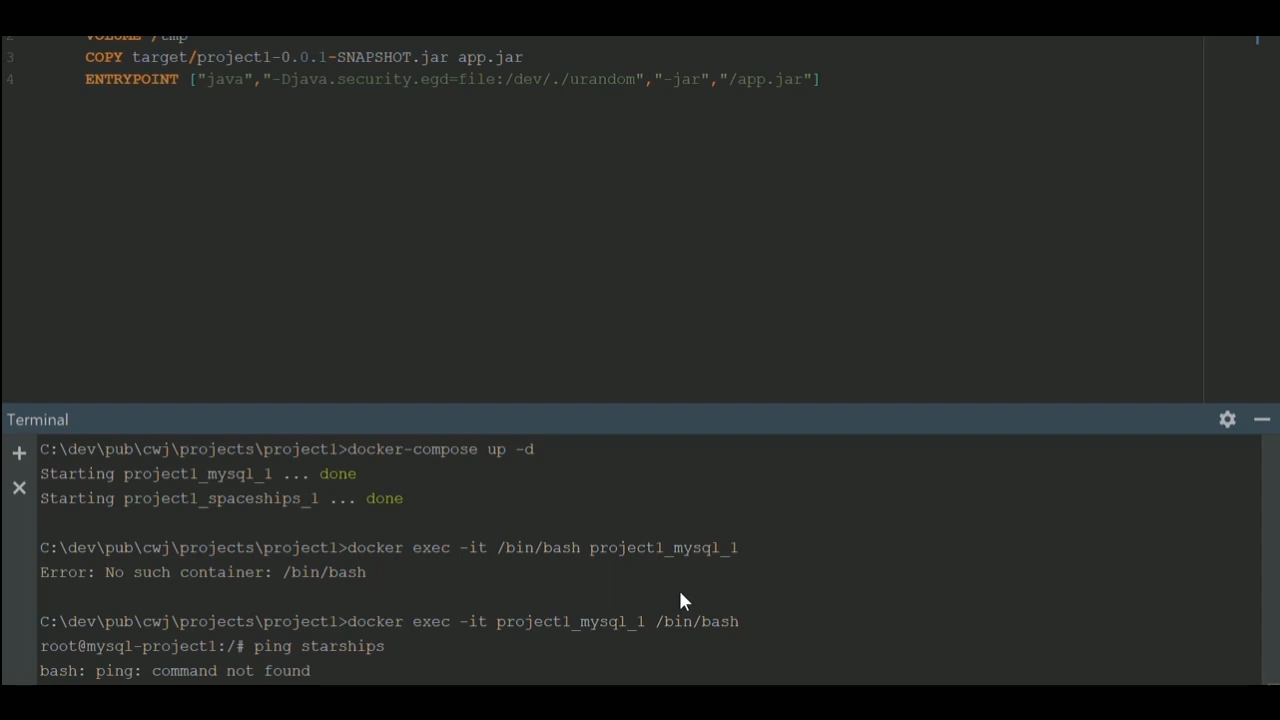 2 VOLUME /tmp
3 COPY target/project1-0.0.1-SNAPSHOT.jar app.jar
4 ENTRYPOINT ["java","-Djava.security.egd=file:/dev/./urandom","-jar","/app.jar"]
Terminal
C:\dev\pub\cwj\projects\project1>docker-compose up -d
Starting project1_mysql_1 ... done
Starting project1_spaceships_1 ... done
C:\dev\pub\cwj\projects\project1>docker exec -it /bin/bash project1_mysql_1
Error: No such container: /bin/bash
C:\dev\pub\cwj\projects\project1>docker exec -it project1_mysql_1 /bin/bash
root@mysql-project1:/# ping starships
bash: ping: command not found